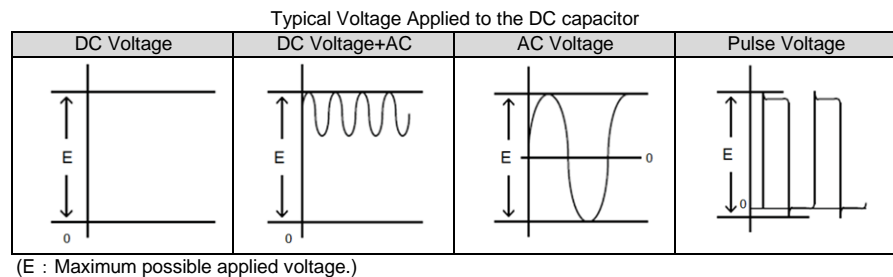 Typical Voltage Applied to the DC capacitor
DC Voltage DC Voltage+AC AC Voltage Pulse Voltage
E E E E
0 0 0 0
(E：Maximum possible applied voltage.)